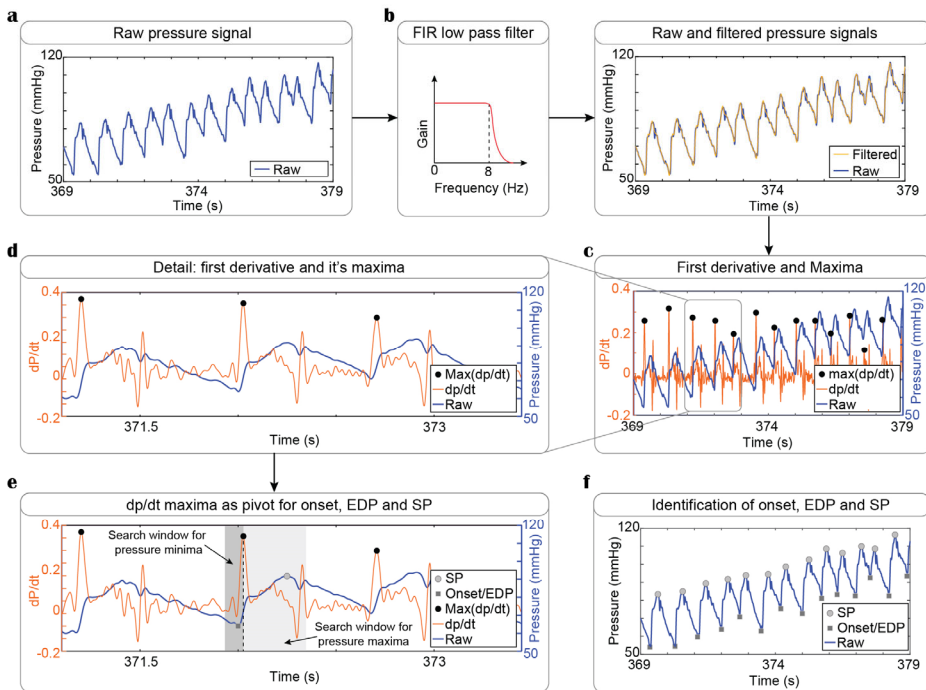 a
Raw pressure signal
120
Pressure (mmHg)
50
Raw
369
374
379
Time (s)
b
FIR low pass filter
Gain
0
8
Frequency (Hz)
Raw and filtered pressure signals
120
Pressure (mmHg)
50
Filtered
Raw
369
374
379
Time (s)
d
Detail: first derivative and it's maxima
0.4
0.2
0
-0.2
dP/dt
120
50
Pressure (mmHg)
Max(dp/dt)
dp/dt
Raw
371.5
373
Time (s)
c
First derivative and Maxima
0.4
0.2
0
-0.2
dP/dt
120
50
Pressure (mmHg)
max(dP/dt)
dp/dt
Raw
369
374
379
Time (s)
e
dp/dt maxima as pivot for onset, EDP and SP
0.4
0.2
0
-0.2
dP/dt
Search window for
pressure minima
Search window for
pressure maxima
120
50
Pressure (mmHg)
SP
Onset/EDP
Max(dp/dt)
dp/dt
Raw
371.5
373
Time (s)
f
Identification of onset, EDP and SP
120
Pressure (mmHg)
50
SP
Onset/EDP
Raw
369
374
379
Time (s)